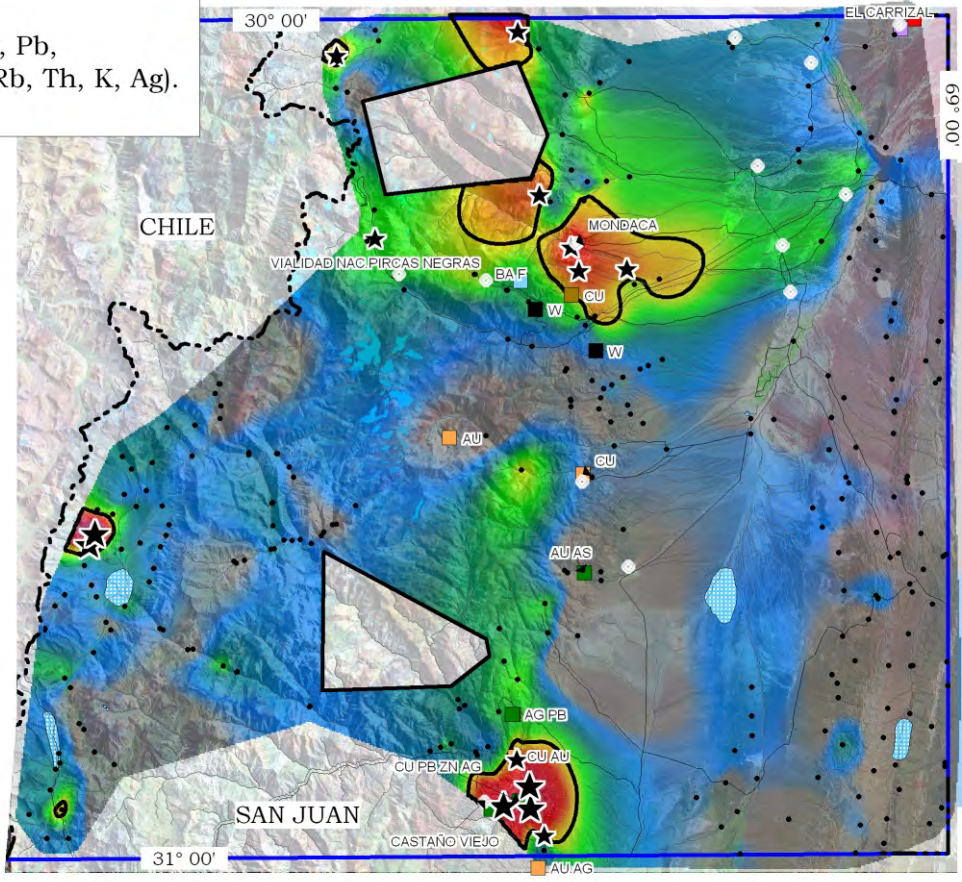 , Pb,
Rb, Th, K, Ag).
30° 00'
EL CARRIZAL
69° 00'
CHILE
MONDACA
VIALIDAD NAC.PIRCAS NEGRAS
BA F
CU
W
W
AU
CU
AU AS
AG PB
CU AU
CU PB ZN AG
SAN JUAN
CASTAÑO VIEJO
31° 00'
AU AG